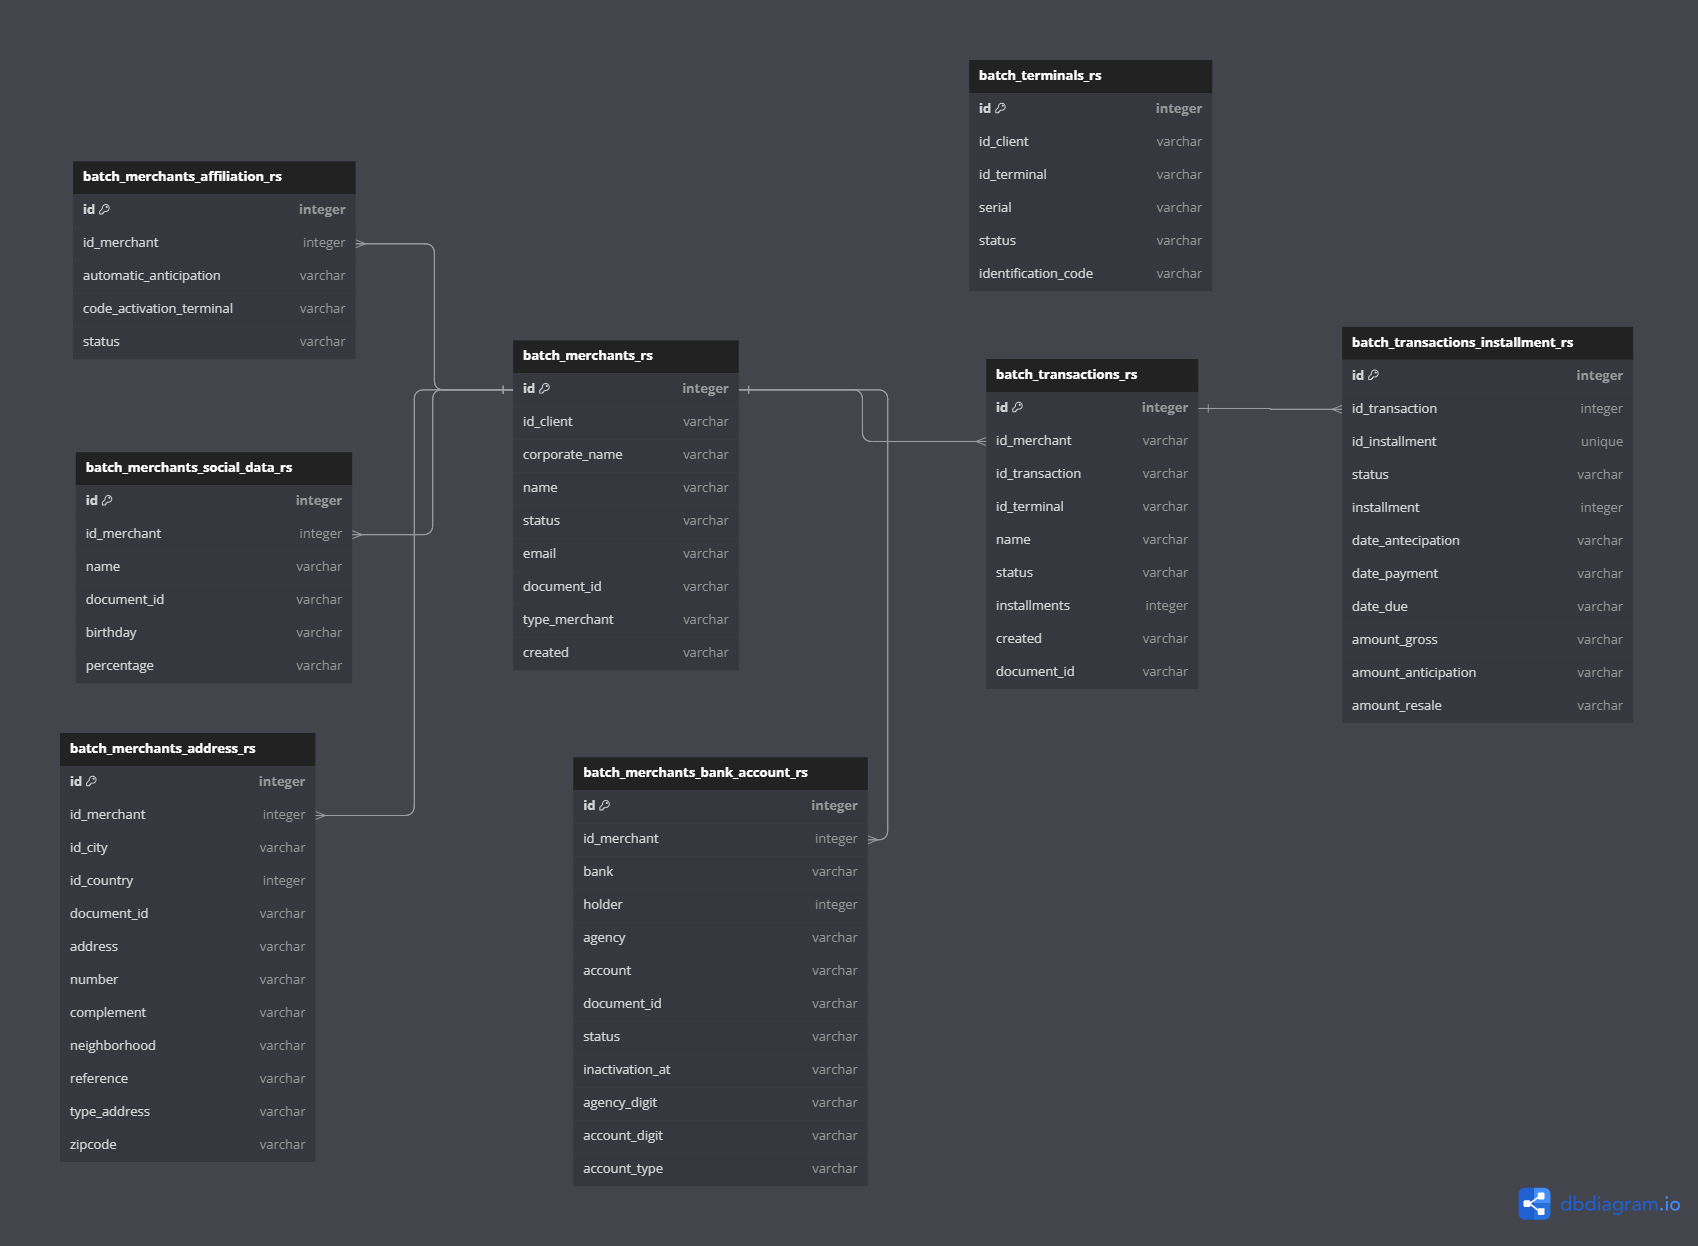 batch_terminals_rs
id integer
id_client varchar
id_terminal varchar
serial varchar
status varchar
identification_code varchar
batch_merchants_affiliation_rs
id integer
id_merchant integer
automatic_anticipation varchar
code_activation_terminal varchar
status varchar
batch_merchants_rs
id integer
id_client varchar
corporate_name varchar
name varchar
status varchar
email varchar
document_id varchar
type_merchant varchar
created varchar
batch_transactions_rs
id integer
id_merchant varchar
id_transaction varchar
id_terminal varchar
name varchar
status varchar
installments integer
created varchar
document_id varchar
batch_transactions_installment_rs
id integer
id_transaction integer
id_installment unique
status varchar
installment integer
date_antecipation varchar
date_payment varchar
date_due varchar
amount_gross varchar
amount_anticipation varchar
amount_resale varchar
batch_merchants_social_data_rs
id integer
id_merchant integer
name varchar
document_id varchar
birthday varchar
percentage varchar
batch_merchants_address_rs
id integer
id_merchant integer
id_city varchar
id_country integer
document_id varchar
address varchar
number varchar
complement varchar
neighborhood varchar
reference varchar
type_address varchar
zipcode varchar
batch_merchants_bank_account_rs
id integer
id_merchant integer
bank varchar
holder integer
agency varchar
account varchar
document_id varchar
status varchar
inactivation_at varchar
agency_digit varchar
account_digit varchar
account_type varchar
dbdiagram.io